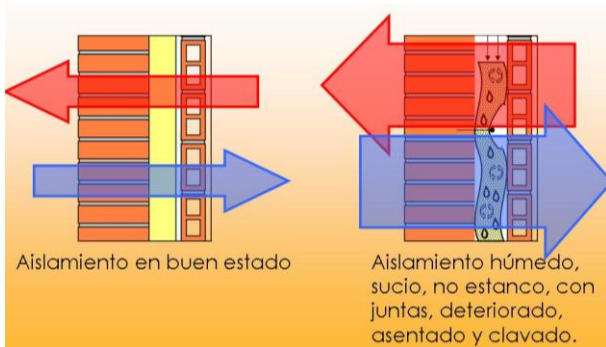 Aislamiento en buen estado
Aislamiento húmedo,
sucio, no estanco, con
juntas, deteriorado,
asentado y clavado.